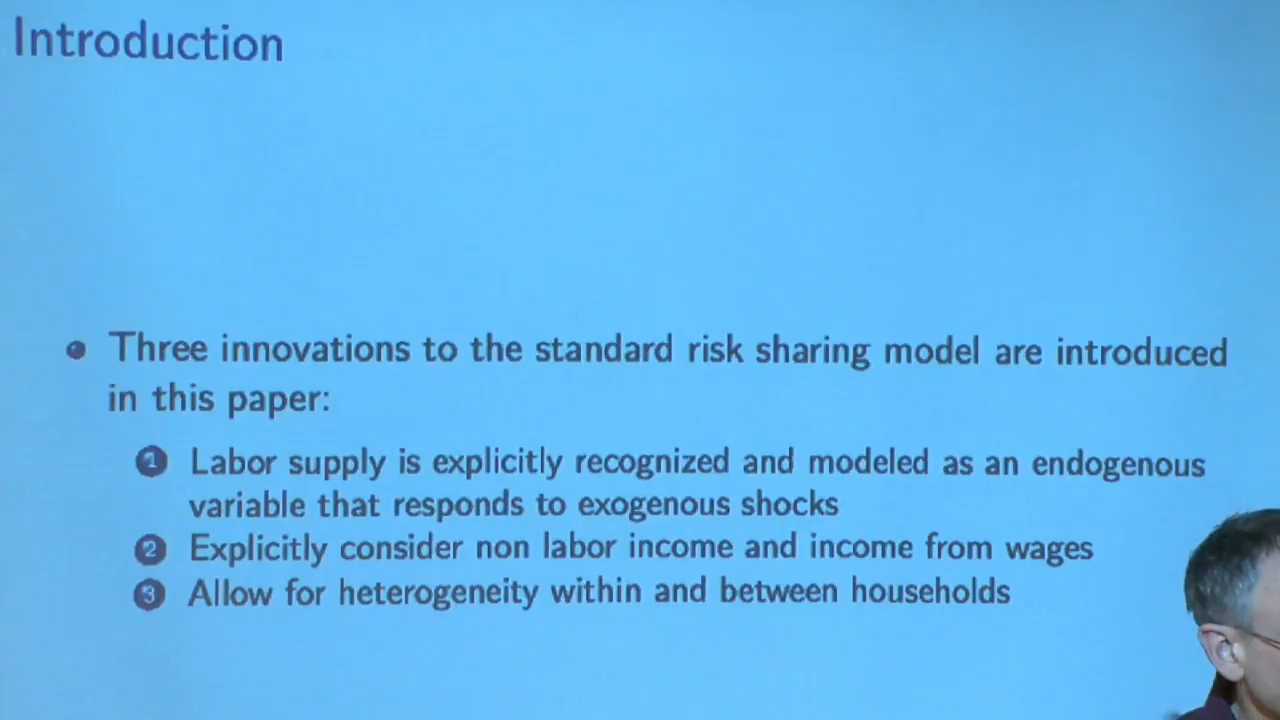 Introduction
Three innovations to the standard risk sharing model are introduced
in this paper:
1 Labor supply is explicitly recognized and modeled as an endogenous
variable that responds to exogenous shocks
2 Explicitly consider non labor income and income from wages
3 Allow for heterogeneity within and between households